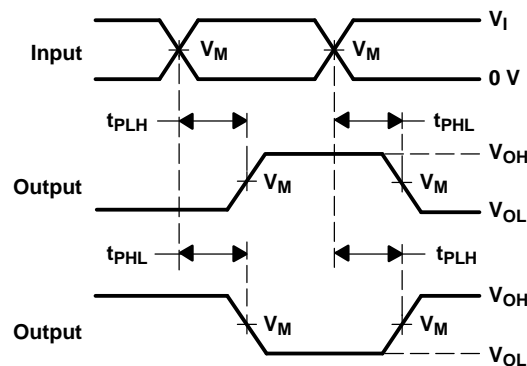 V_I
Input V_M V_M
0 V
t_PLH t_PHL
V_OH
Output V_M V_M
V_OL
t_PHL t_PLH
V_OH
Output V_M V_M
V_OL